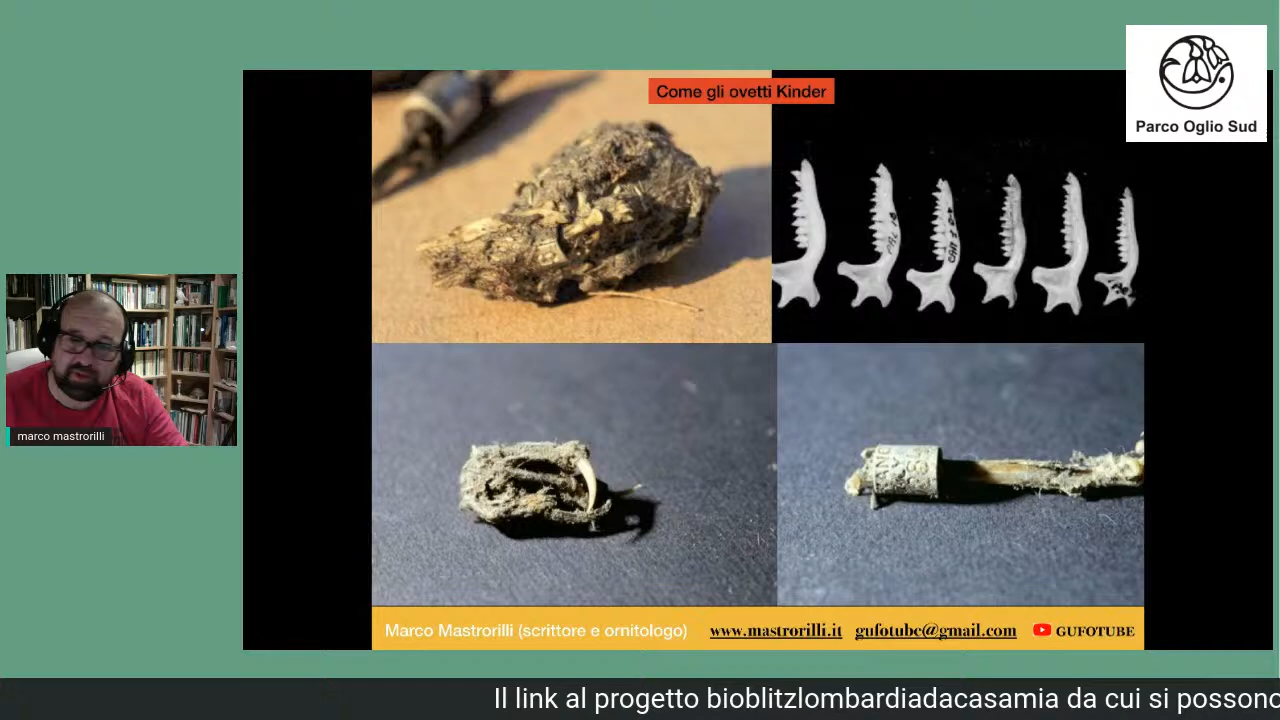 Come gli ovetti Kinder
Parco Oglio Sud
marco mastrorilli
Marco Mastrorilli (scrittore e ornitologo) www.mastrorilli.it gufotube@gmail.com GUFOTUBE
Il link al progetto bioblitzlombardiadacasamia da cui si possono